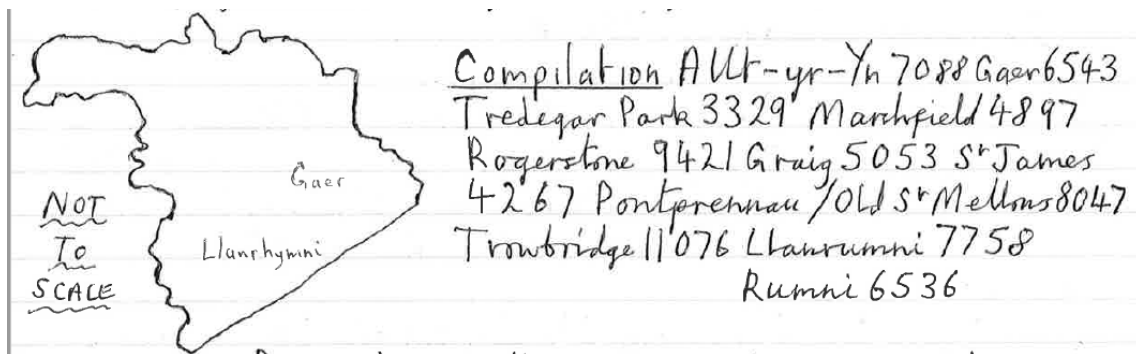 Compilation Allt-yr-Yn 7088 Gaer 6543
Tredegar Park 3329 Marshfield 4897
Rogerstone 9421 Graig 5053 St James
4267 Pontprennau/Old St Mellons 8047
Trowbridge 11076 Llanrumni 7758
Rumni 6536
Gaer
Llanrhymni
NOT
TO
SCALE